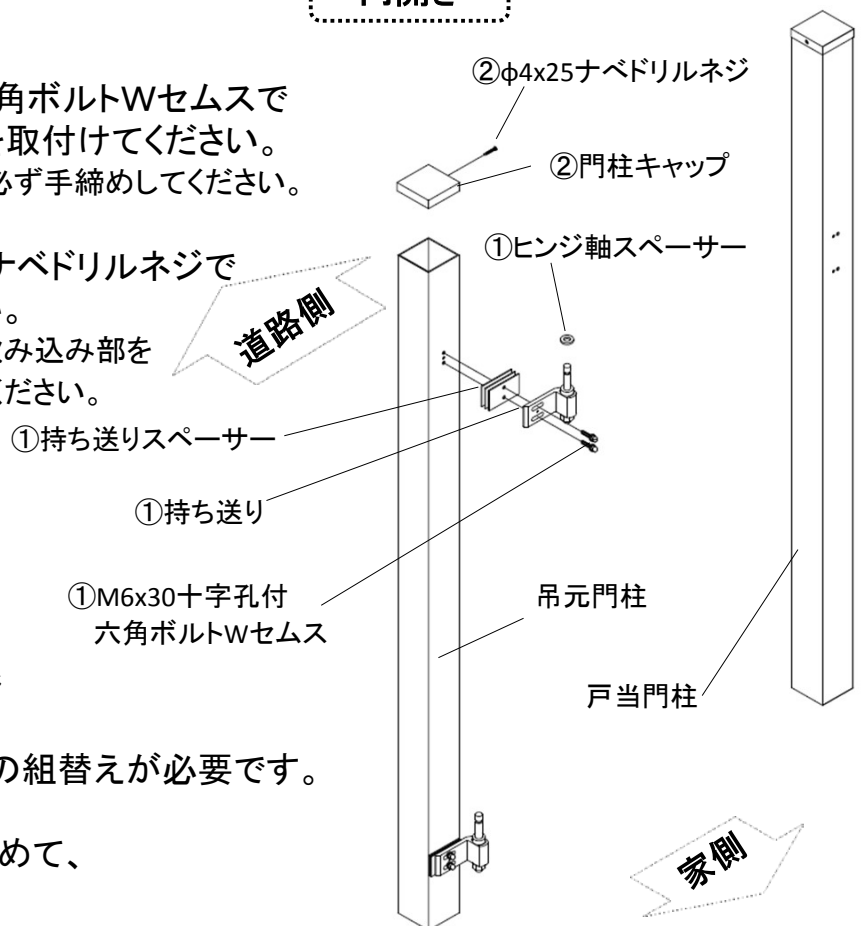 角ボルトWセムスで
取付けてください。
必ず手締めしてください。
ナベドリルネジで
い。
飲み込み部を
ください。
①持ち送りスペーサー
①持ち送り
①M6x30十字孔付
六角ボルトWセムス
の組替えが必要です。
めて、
②φ4x25ナベドリルネジ
②門柱キャップ
①ヒンジ軸スペーサー
道路側
吊元門柱
戸当門柱
家側